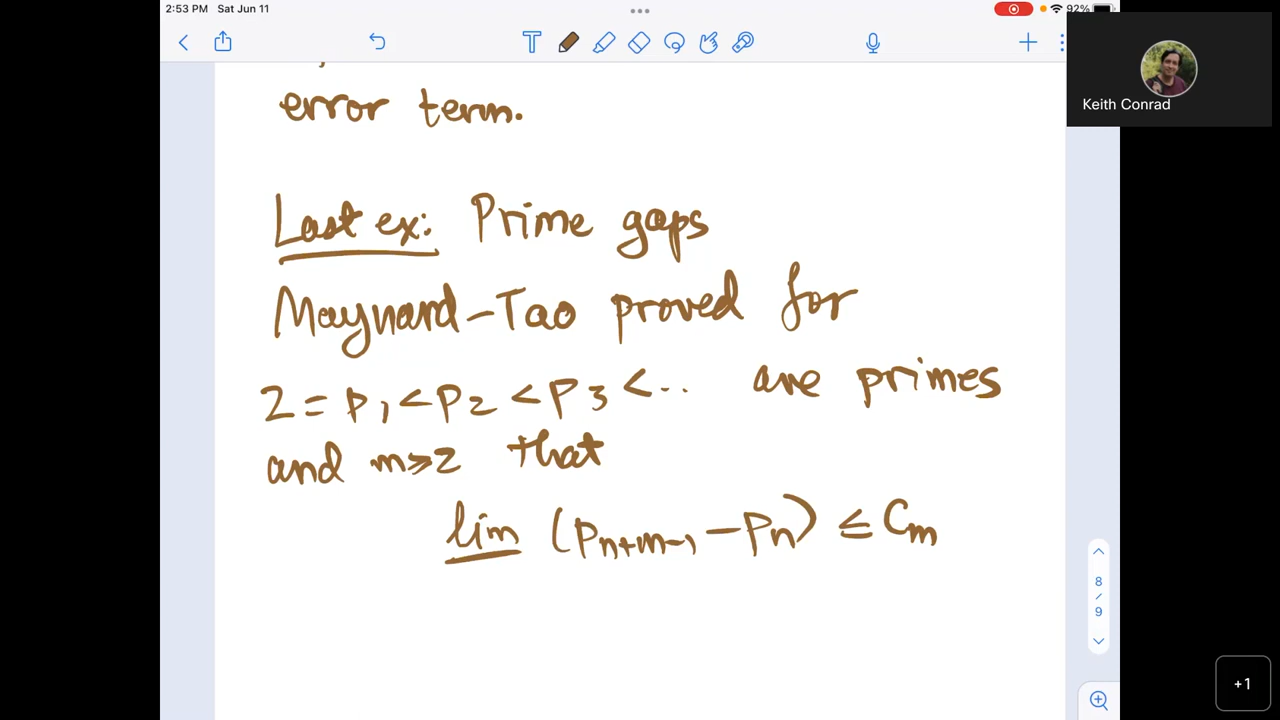 2:53 PM Sat Jun 11
92%
Keith Conrad
error term.
Last ex: Prime gaps
Maynard-Tao proved for
2 = p₁ < p₂ < p₃ < .. are primes
and m ≥ 2 that
lim (pₙ₊ₘ₋₁ - pₙ) ≤ Cₘ
8
/
9
+1